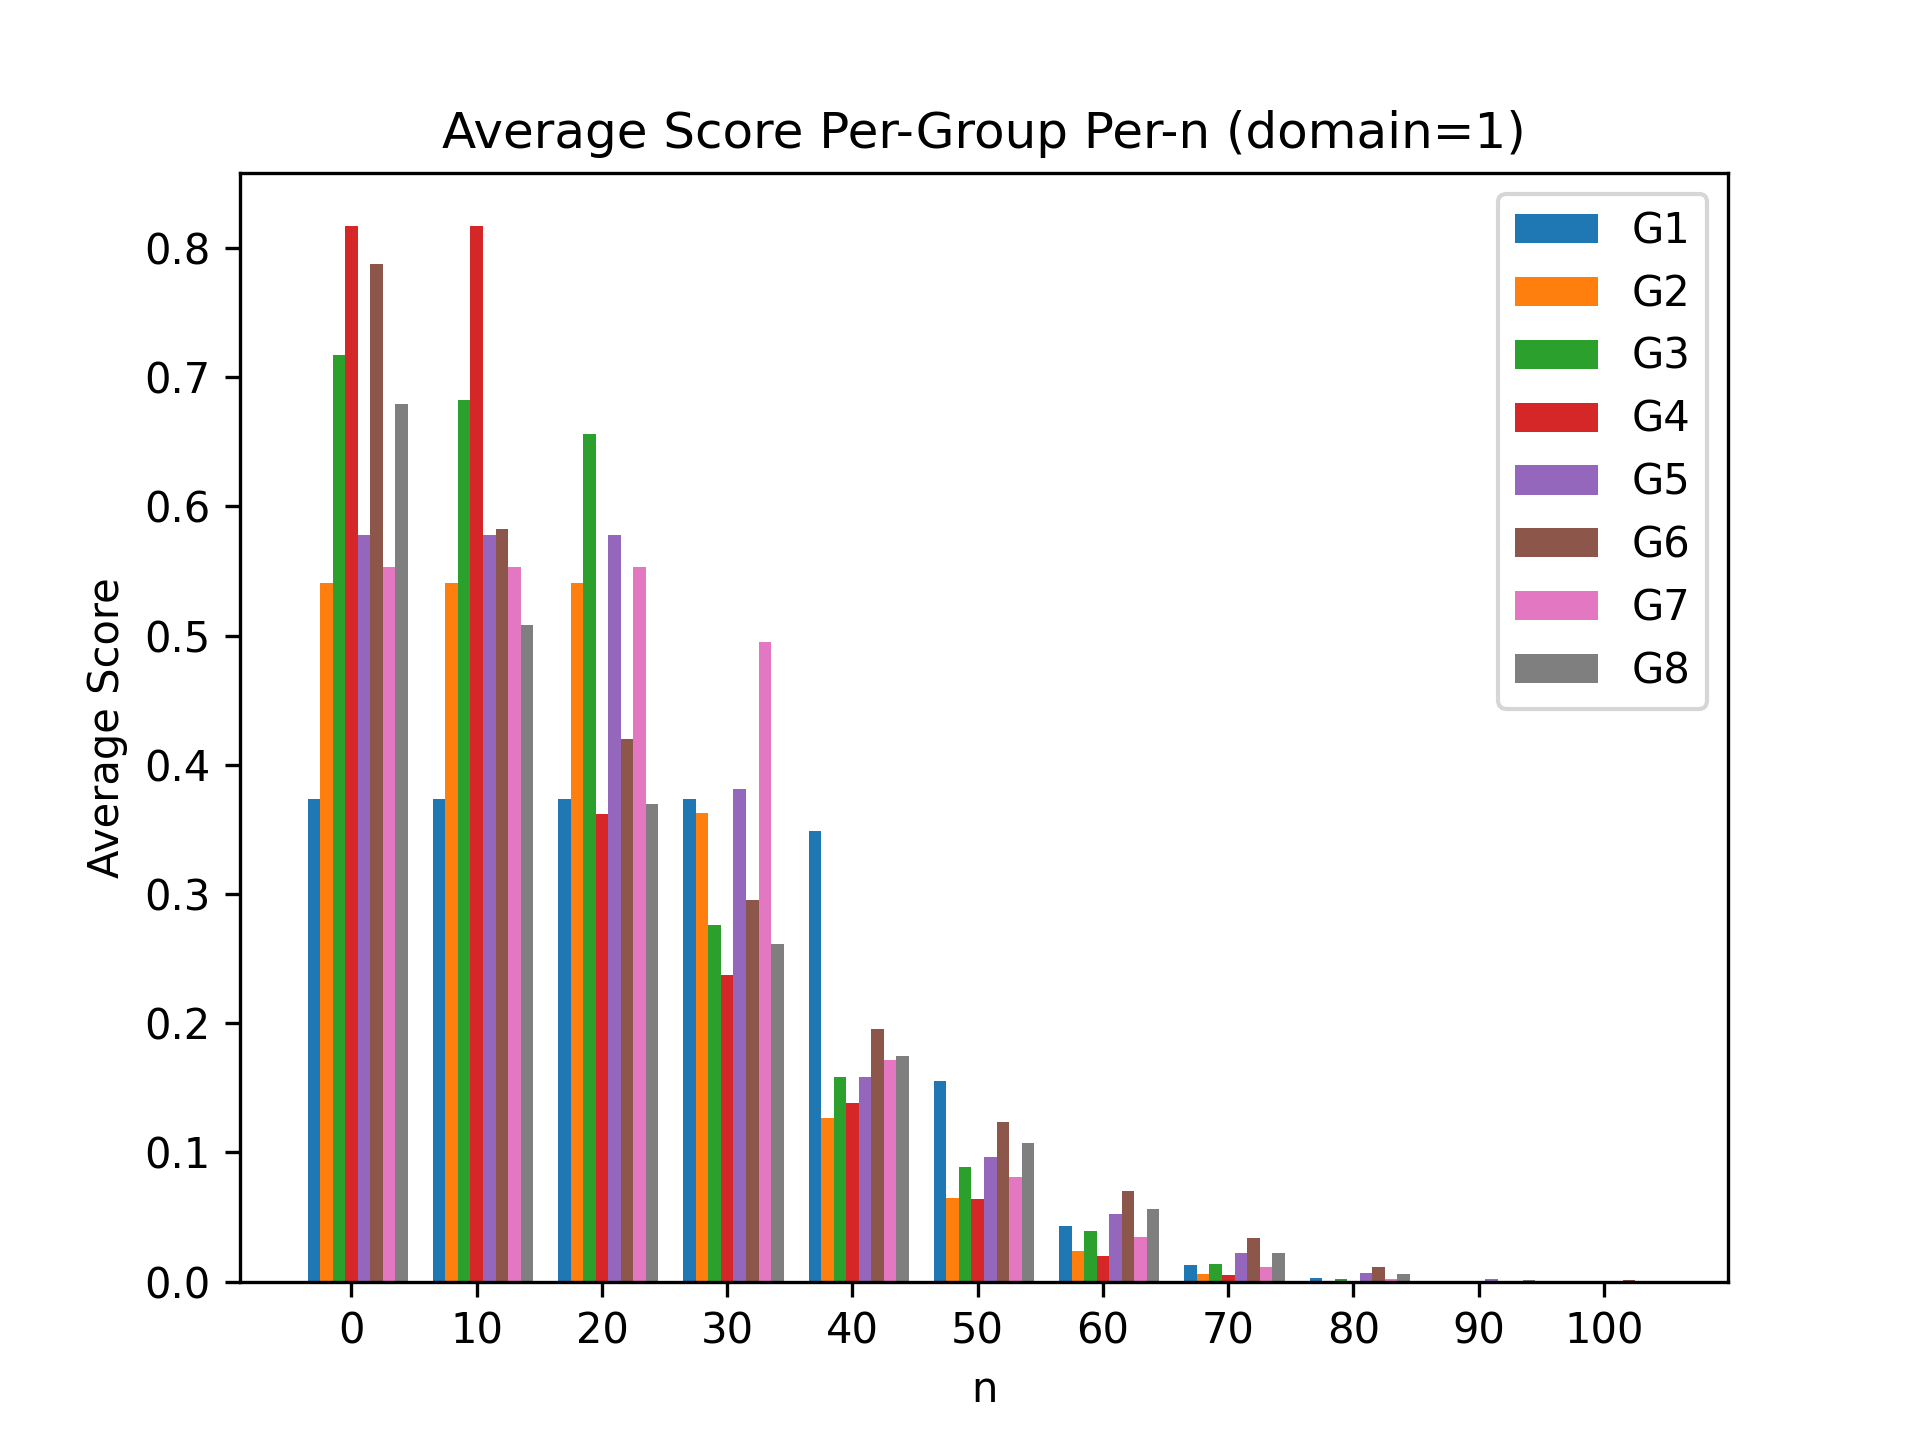 Average Score Per-Group Per-n (domain=1)
G1
G2
G3
G4
G5
G6
G7
G8
Average Score
0.8
0.7
0.6
0.5
0.4
0.3
0.2
0.1
0.0
0 10 20 30 40 50 60 70 80 90 100
n